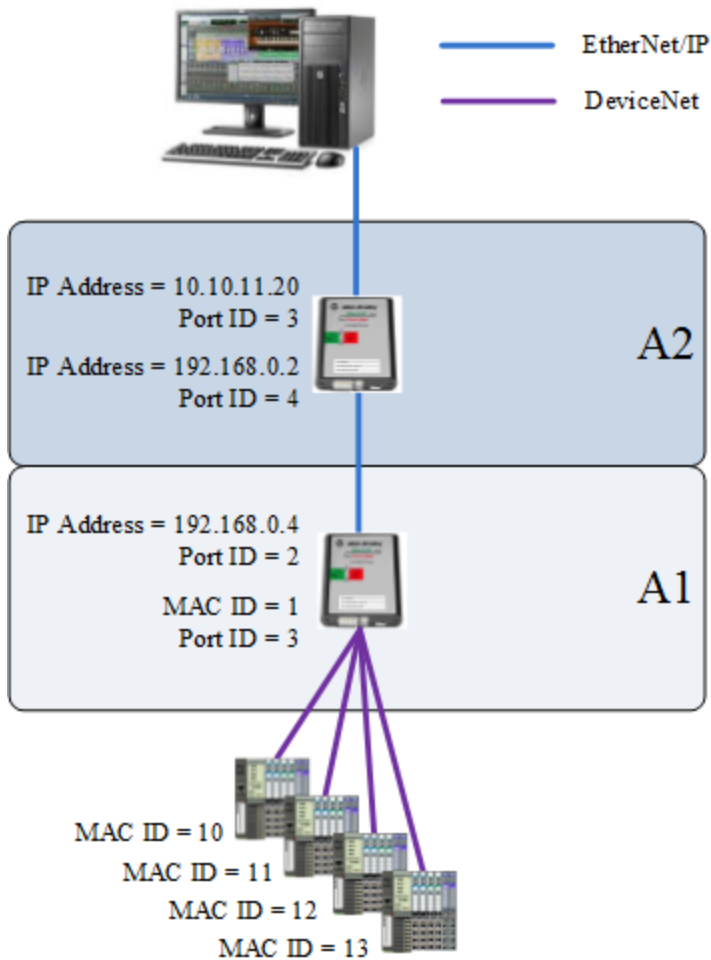 EtherNet/IP
DeviceNet
IP Address = 10.10.11.20
Port ID = 3
IP Address = 192.168.0.2
Port ID = 4
A2
IP Address = 192.168.0.4
Port ID = 2
MAC ID = 1
Port ID = 3
A1
MAC ID = 10
MAC ID = 11
MAC ID = 12
MAC ID = 13